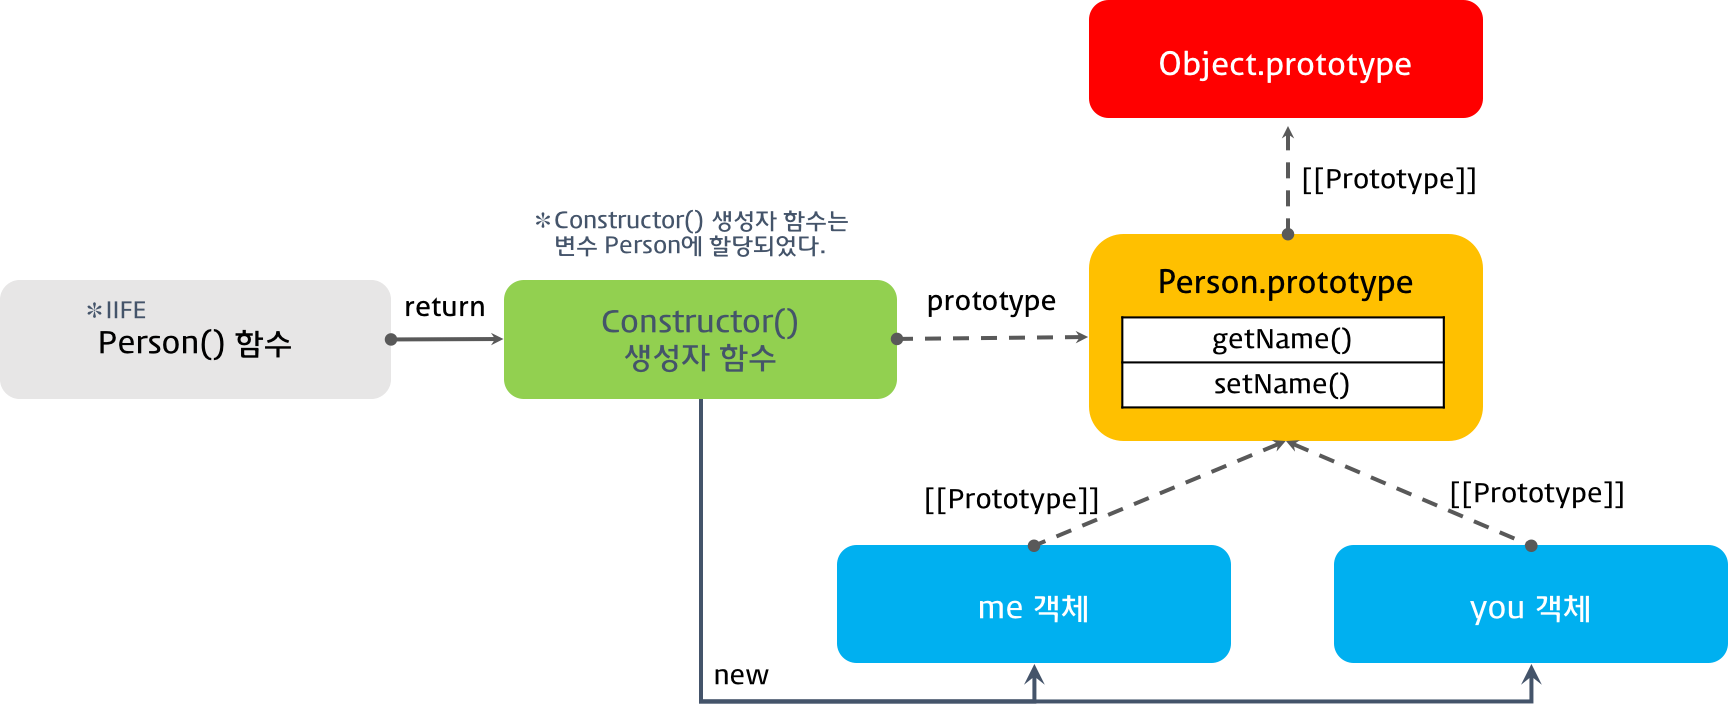 Object.prototype
[[Prototype]]
＊Constructor() 생성자 함수는
변수 Person에 할당되었다.
＊IIFE
Person() 함수
return
Constructor()
생성자 함수
prototype
Person.prototype
getName()
setName()
[[Prototype]]
[[Prototype]]
me 객체
you 객체
new